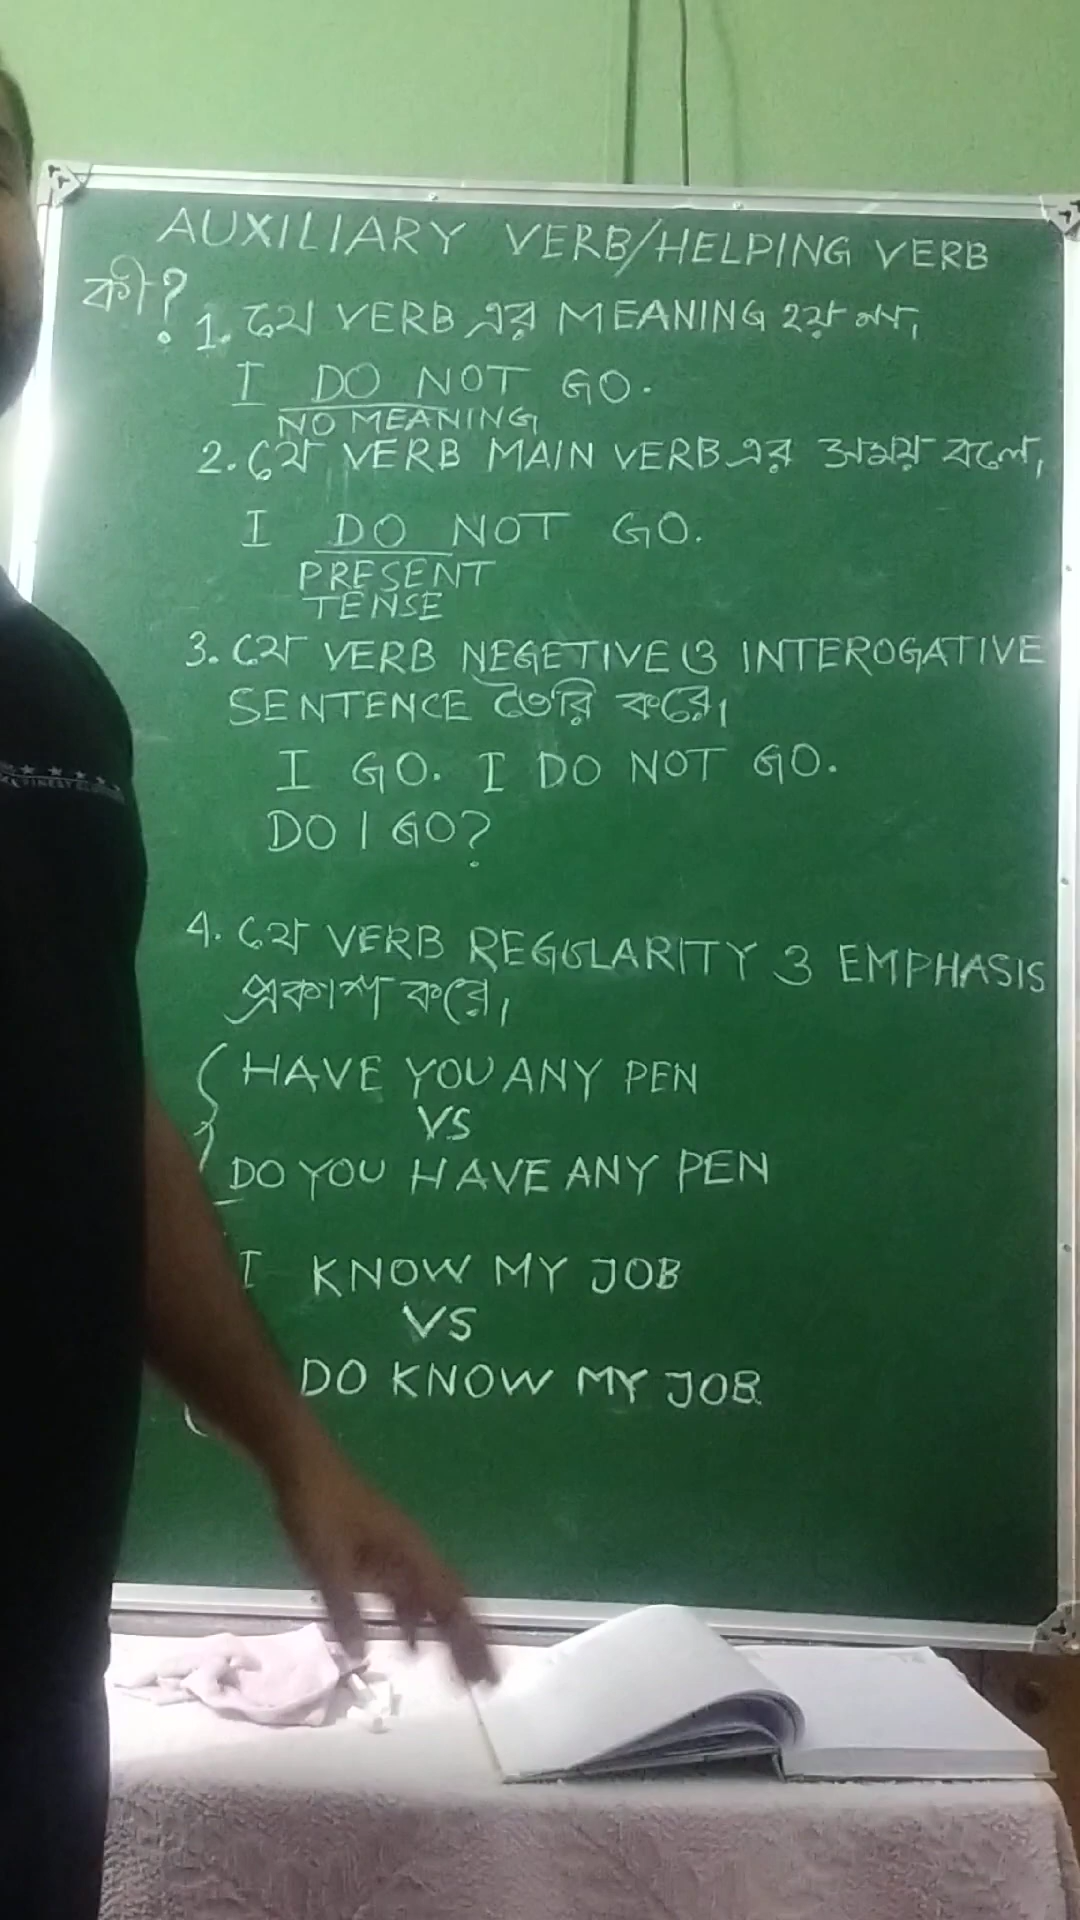 AUXILIARY VERB/HELPING VERB
কী?
1. যে VERB এর MEANING হয় না,
I DO NOT GO.
NO MEANING
2. যে VERB MAIN VERB এর সময় বলে,
I DO NOT GO.
PRESENT
TENSE
3. যে VERB NEGETIVE ও INTEROGATIVE
SENTENCE তৈরি করে,
I GO. I DO NOT GO.
DO I GO?
4. যে VERB REGULARITY ও EMPHASIS
প্রকাশ করে,
HAVE YOU ANY PEN
VS
DO YOU HAVE ANY PEN
I KNOW MY JOB
VS
DO KNOW MY JOB